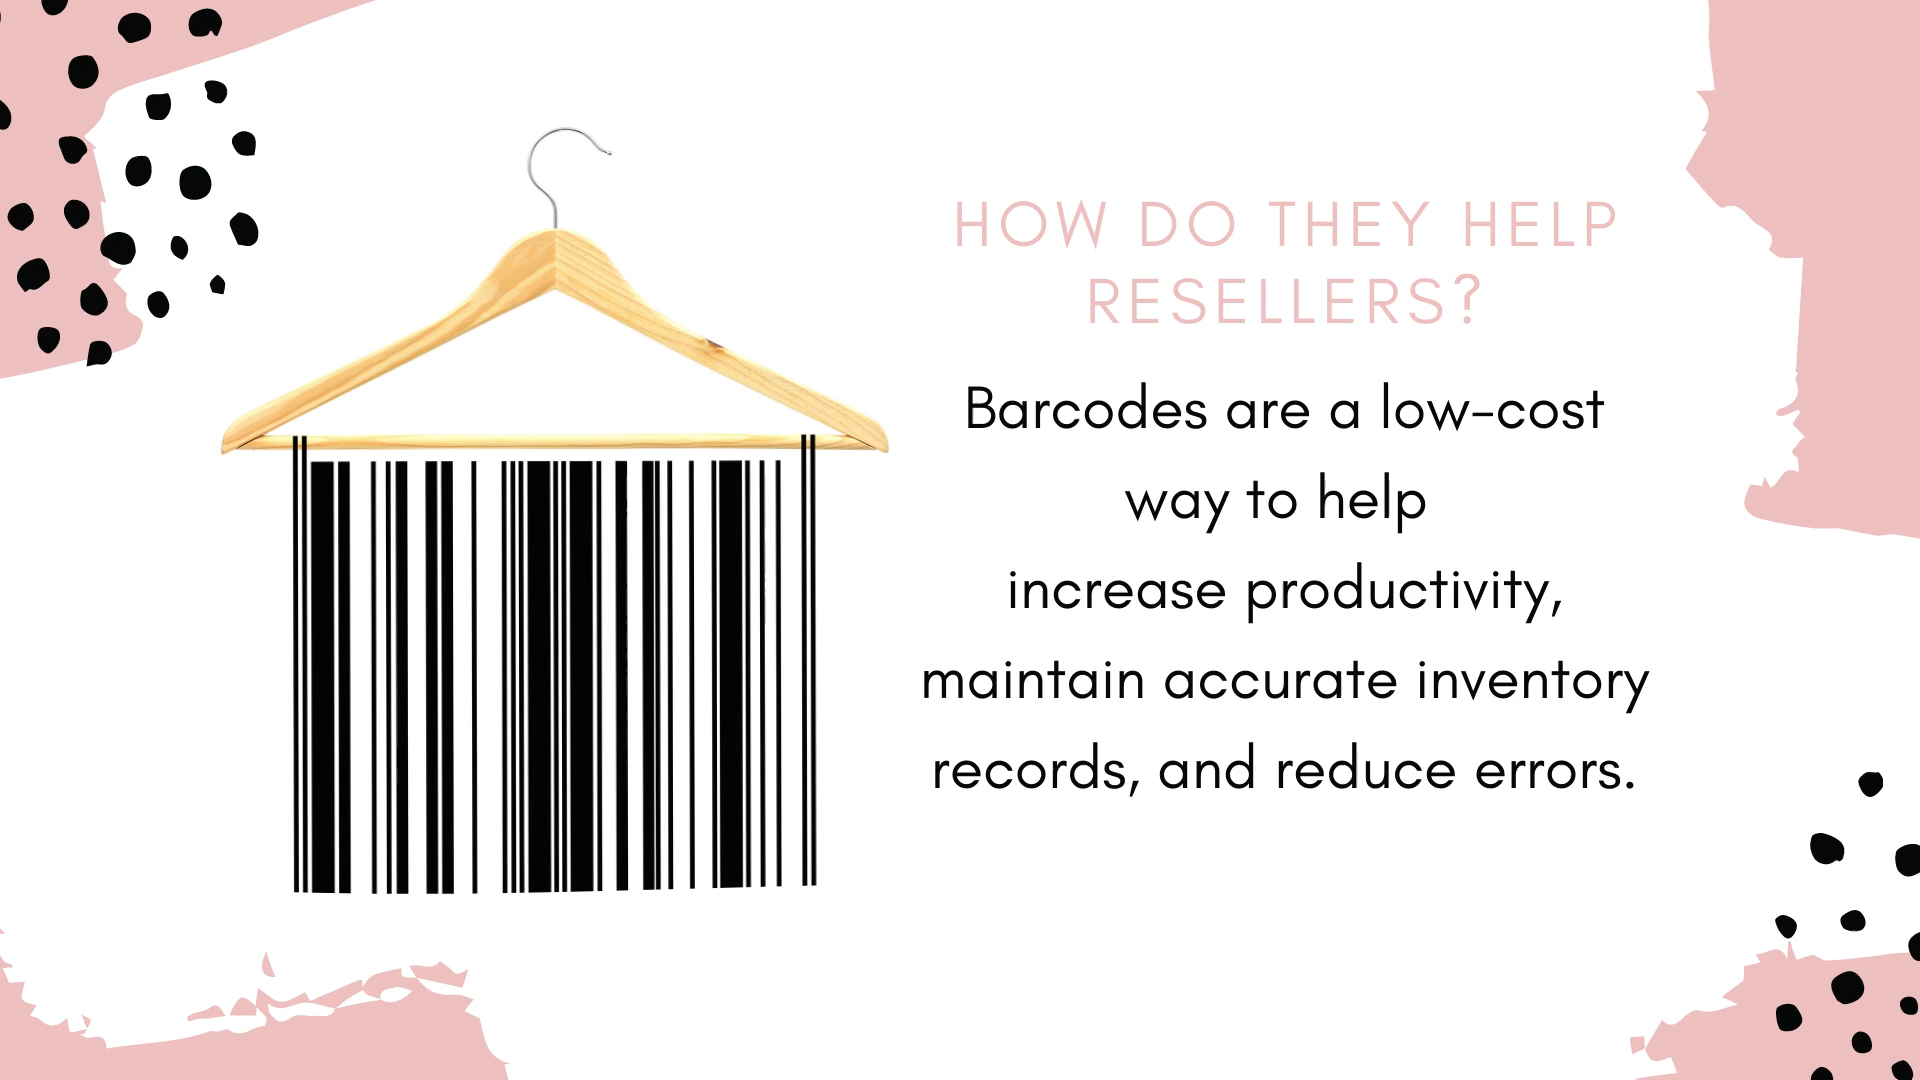 HOW DO THEY HELP
RESELLERS?
Barcodes are a low-cost
way to help
increase productivity,
maintain accurate inventory
records, and reduce errors.